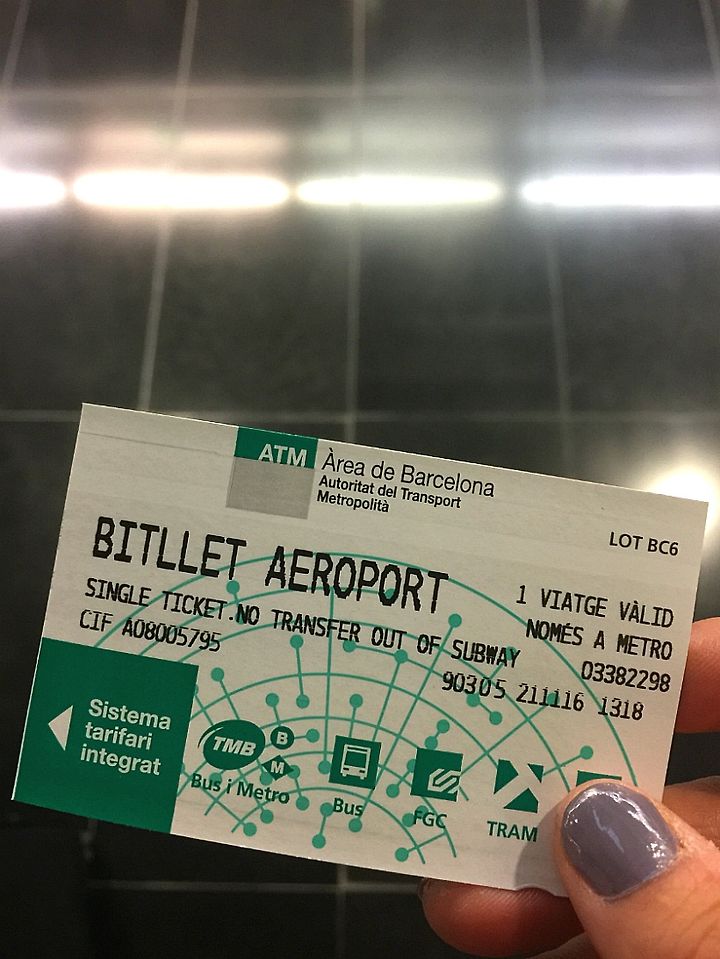 ATM
Àrea de Barcelona
Autoritat del Transport
Metropolità
LOT BC6
BITLLET AEROPORT
1 VIATGE VÀLID
SINGLE TICKET.NO TRANSFER OUT OF SUBWAY
NOMÉS A METRO
CIF A08005795
03382298
90305 211116 1318
Sistema
tarifari
integrat
TMB
B
M
Bus i Metro
Bus
FGC
TRAM